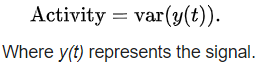 Activity = var(y(t)).
Where y(t) represents the signal.